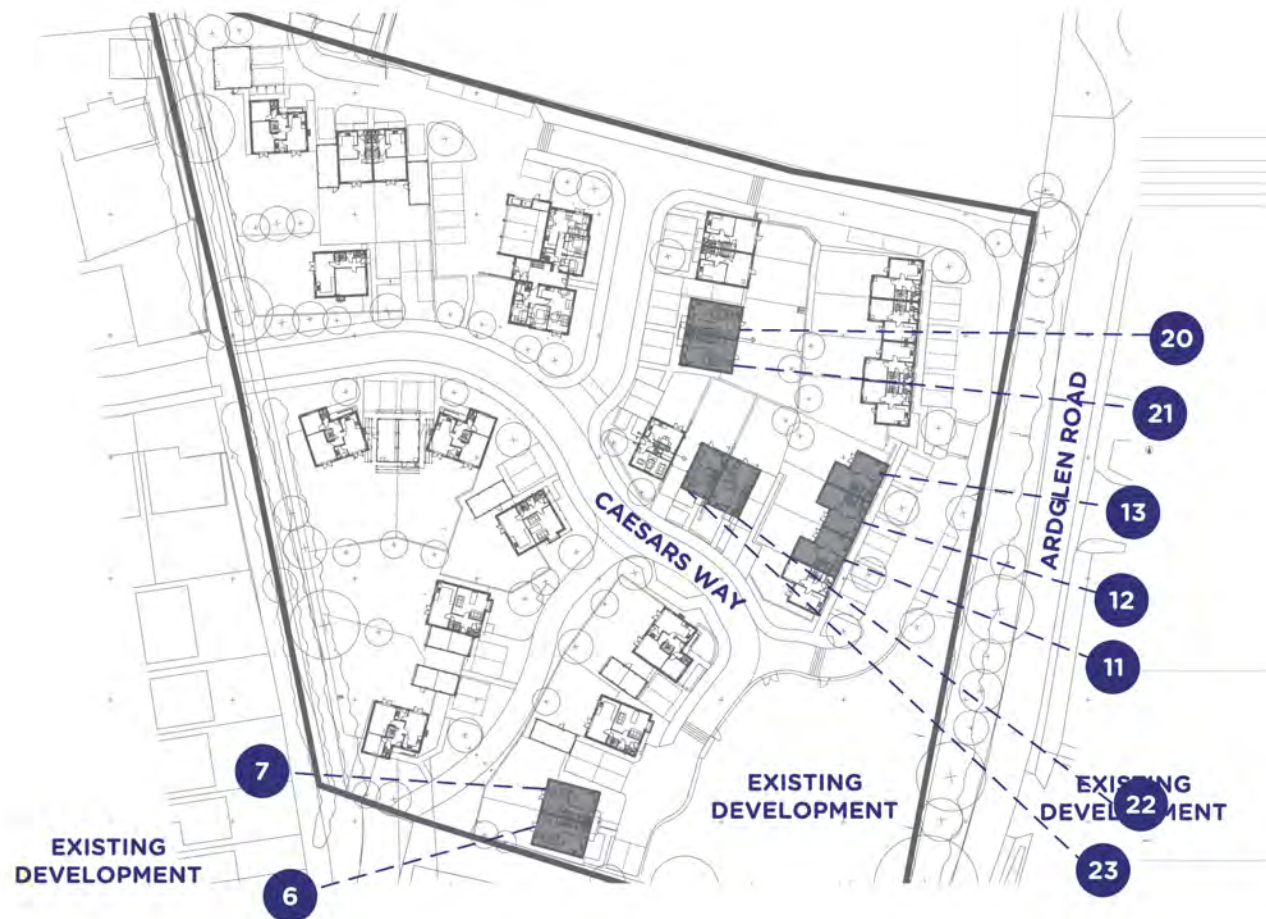 20
21
ARDGLEN ROAD
13
CAESARS WAY
12
11
7
EXISTING
DEVELOPMENT
EXISTING
DEVELOPMENT
22
23
EXISTING
DEVELOPMENT
6